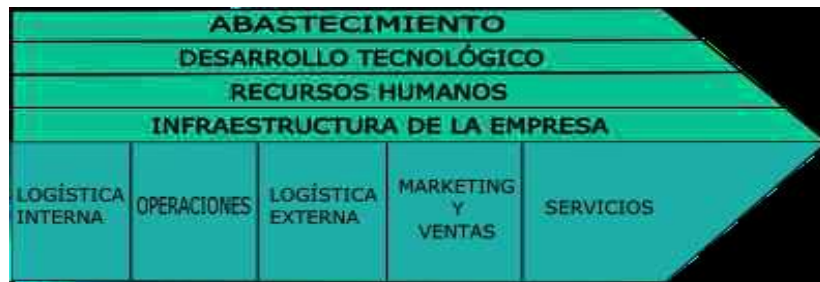 ABASTECIMIENTO
DESARROLLO TECNOLÓGICO
RECURSOS HUMANOS
INFRAESTRUCTURA DE LA EMPRESA
LOGÍSTICA
INTERNA
OPERACIONES
LOGÍSTICA
EXTERNA
MARKETING
Y
VENTAS
SERVICIOS